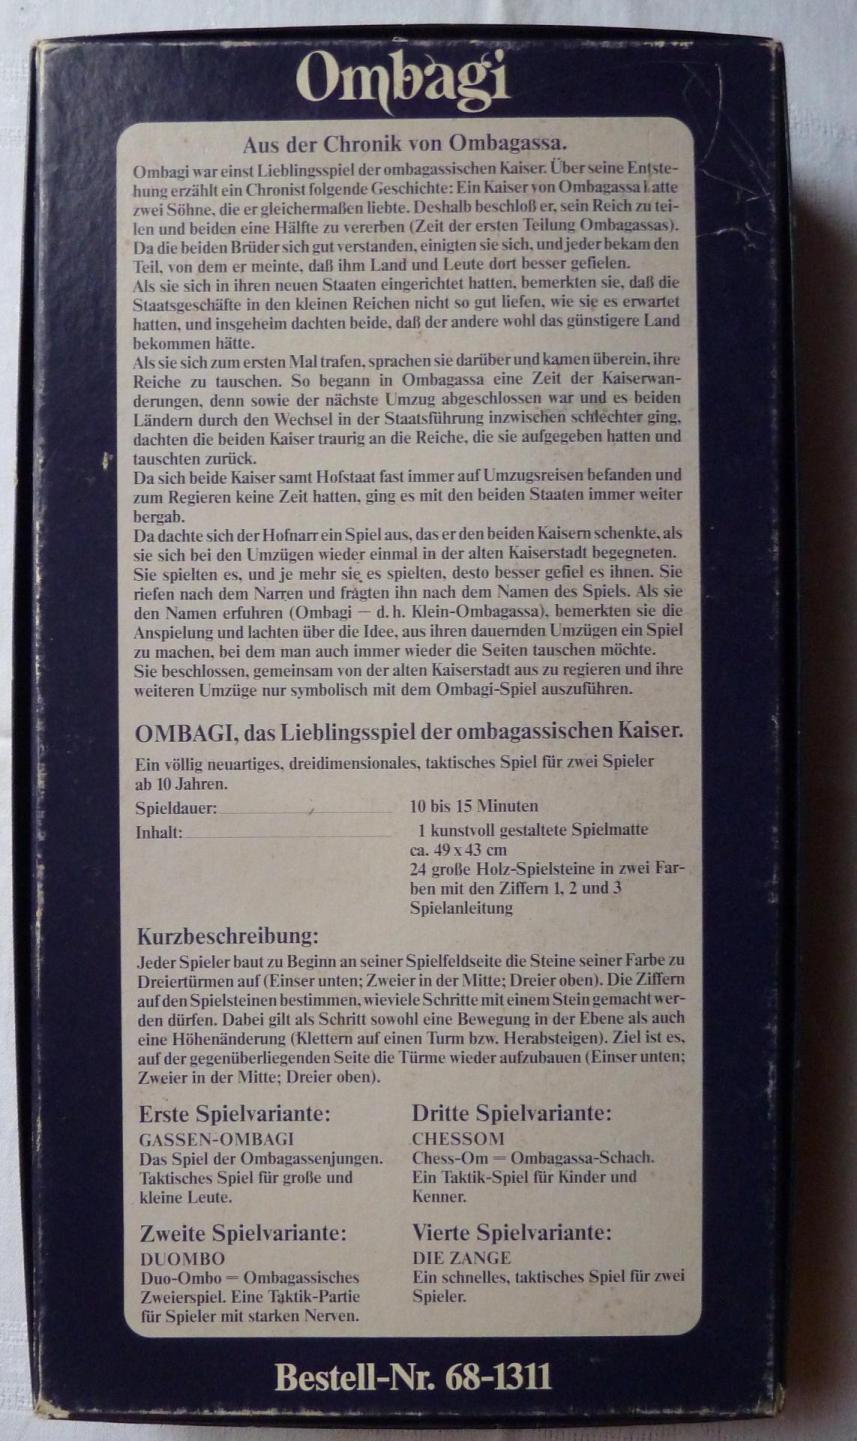 Ombagi
Aus der Chronik von Ombagassa.
Ombagi war einst Lieblingsspiel der ombagassischen Kaiser. Über seine Entste-
hung erzählt ein Chronist folgende Geschichte: Ein Kaiser von Ombagassa hatte
zwei Söhne, die er gleichermaßen liebte. Deshalb beschloß er, sein Reich zu tei-
len und beiden eine Hälfte zu vererben (Zeit der ersten Teilung Ombagassas).
Da die beiden Brüder sich gut verstanden, einigten sie sich, und jeder bekam den
Teil, von dem er meinte, daß ihm Land und Leute dort besser gefielen.
Als sie sich in ihren neuen Staaten eingerichtet hatten, bemerkten sie, daß die
Staatsgeschäfte in den kleinen Reichen nicht so gut liefen, wie sie es erwartet
hatten, und insgeheim dachten beide, daß der andere wohl das günstigere Land
bekommen hätte.
Als sie sich zum ersten Mal trafen, sprachen sie darüber und kamen überein, ihre
Reiche zu tauschen. So begann in Ombagassa eine Zeit der Kaiserwan-
derungen, denn sowie der nächste Umzug abgeschlossen war und es beiden
Ländern durch den Wechsel in der Staatsführung inzwischen schlechter ging,
dachten die beiden Kaiser traurig an die Reiche, die sie aufgegeben hatten und
tauschten zurück.
Da sich beide Kaiser samt Hofstaat fast immer auf Umzugsreisen befanden und
zum Regieren keine Zeit hatten, ging es mit den beiden Staaten immer weiter
bergab.
Da dachte sich der Hofnarr ein Spiel aus, das er den beiden Kaisern schenkte, als
sie sich bei den Umzügen wieder einmal in der alten Kaiserstadt begegneten.
Sie spielten es, und je mehr sie es spielten, desto besser gefiel es ihnen. Sie
riefen nach dem Narren und fragten ihn nach dem Namen des Spiels. Als sie
den Namen erfuhren (Ombagi — d. h. Klein-Ombagassa), bemerkten sie die
Anspielung und lachten über die Idee, aus ihren dauernden Umzügen ein Spiel
zu machen, bei dem man auch immer wieder die Seiten tauschen möchte.
Sie beschlossen, gemeinsam von der alten Kaiserstadt aus zu regieren und ihre
weiteren Umzüge nur symbolisch mit dem Ombagi-Spiel auszuführen.
OMBAGI, das Lieblingsspiel der ombagassischen Kaiser.
Ein völlig neuartiges, dreidimensionales, taktisches Spiel für zwei Spieler
ab 10 Jahren.
Spieldauer: 10 bis 15 Minuten
Inhalt: 1 kunstvoll gestaltete Spielmatte
ca. 49 x 43 cm
24 große Holz-Spielsteine in zwei Far-
ben mit den Ziffern 1, 2 und 3
Spielanleitung
Kurzbeschreibung:
Jeder Spieler baut zu Beginn an seiner Spielfeldseite die Steine seiner Farbe zu
Dreiertürmen auf (Einser unten; Zweier in der Mitte; Dreier oben). Die Ziffern
auf den Spielsteinen bestimmen, wieviele Schritte mit einem Stein gemacht wer-
den dürfen. Dabei gilt als Schritt sowohl eine Bewegung in der Ebene als auch
eine Höhenänderung (Klettern auf einen Turm bzw. Herabsteigen). Ziel ist es,
auf der gegenüberliegenden Seite die Türme wieder aufzubauen (Einser unten;
Zweier in der Mitte; Dreier oben).
Erste Spielvariante:
GASSEN-OMBAGI
Das Spiel der Ombagassenjungen.
Taktisches Spiel für große und
kleine Leute.
Zweite Spielvariante:
DUOMBO
Duo-Ombo = Ombagassisches
Zweierspiel. Eine Taktik-Partie
für Spieler mit starken Nerven.
Dritte Spielvariante:
CHESSOM
Chess-Om = Ombagassa-Schach.
Ein Taktik-Spiel für Kinder und
Kenner.
Vierte Spielvariante:
DIE ZANGE
Ein schnelles, taktisches Spiel für zwei
Spieler.
Bestell-Nr. 68-1311